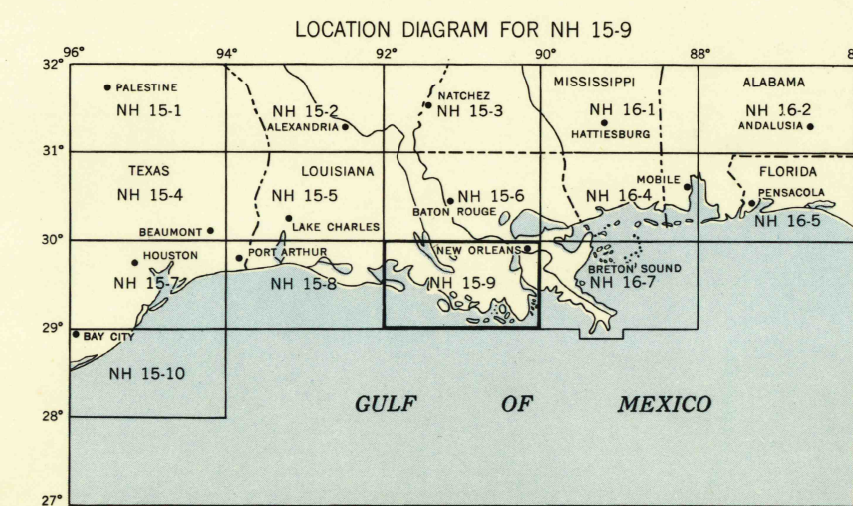 LOCATION DIAGRAM FOR NH 15-9
96° 94° 92° 90° 88°
32°
PALESTINE
NH 15-1
NH 15-2
ALEXANDRIA
NATCHEZ
NH 15-3
MISSISSIPPI
NH 16-1
HATTIESBURG
ALABAMA
NH 16-2
ANDALUSIA
31°
TEXAS
NH 15-4
BEAUMONT
LOUISIANA
NH 15-5
LAKE CHARLES
NH 15-6
BATON ROUGE
MOBILE
NH 16-4
FLORIDA
PENSACOLA
NH 16-5
30°
HOUSTON
NH 15-7
PORT ARTHUR
NH 15-8
NEW ORLEANS
NH 15-9
BRETON SOUND
NH 16-7
29°
BAY CITY
NH 15-10
GULF OF MEXICO
28°
27°